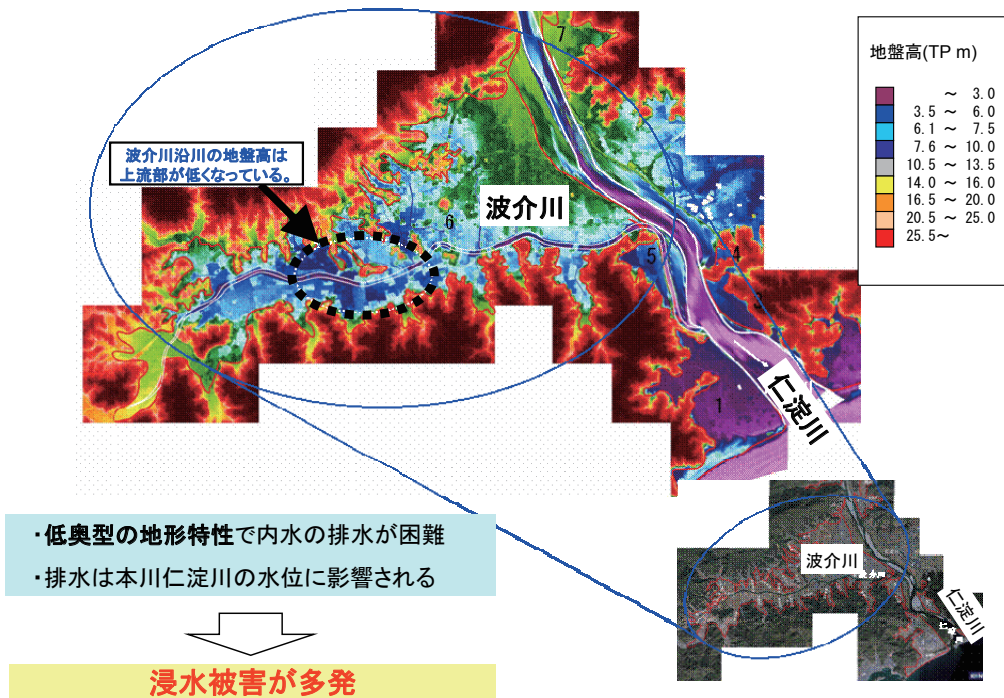 地盤高(TP m)
～ 3.0
3.5 ～ 6.0
6.1 ～ 7.5
7.6 ～ 10.0
10.5 ～ 13.5
14.0 ～ 16.0
16.5 ～ 20.0
20.5 ～ 25.0
25.5～
7
波介川沿川の地盤高は
上流部が低くなっている。
6
波介川
5
4
1
仁淀川
・低奥型の地形特性で内水の排水が困難
・排水は本川仁淀川の水位に影響される
浸水被害が多発
波介川
仁淀川